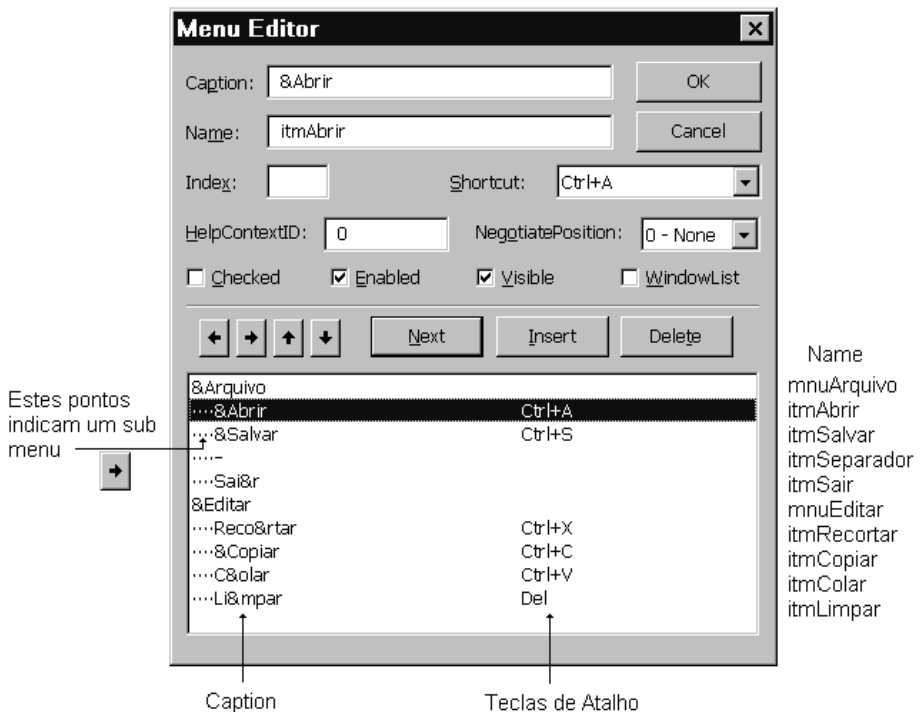 Menu Editor
Caption: &Abrir
OK
Name: itmAbrir
Cancel
Index:
Shortcut: Ctrl+A
HelpContextID: 0
NegotiatePosition: 0 - None
Checked
Enabled
Visible
WindowList
Next
Insert
Delete
&Arquivo
····&Abrir Ctrl+A
····&Salvar Ctrl+S
····-
····Sai&r
&Editar
····Reco&rtar Ctrl+X
····&Copiar Ctrl+C
····C&olar Ctrl+V
····Li&mpar Del
Estes pontos
indicam um sub
menu
Name
mnuArquivo
itmAbrir
itmSalvar
itmSeparador
itmSair
mnuEditar
itmRecortar
itmCopiar
itmColar
itmLimpar
Caption
Teclas de Atalho